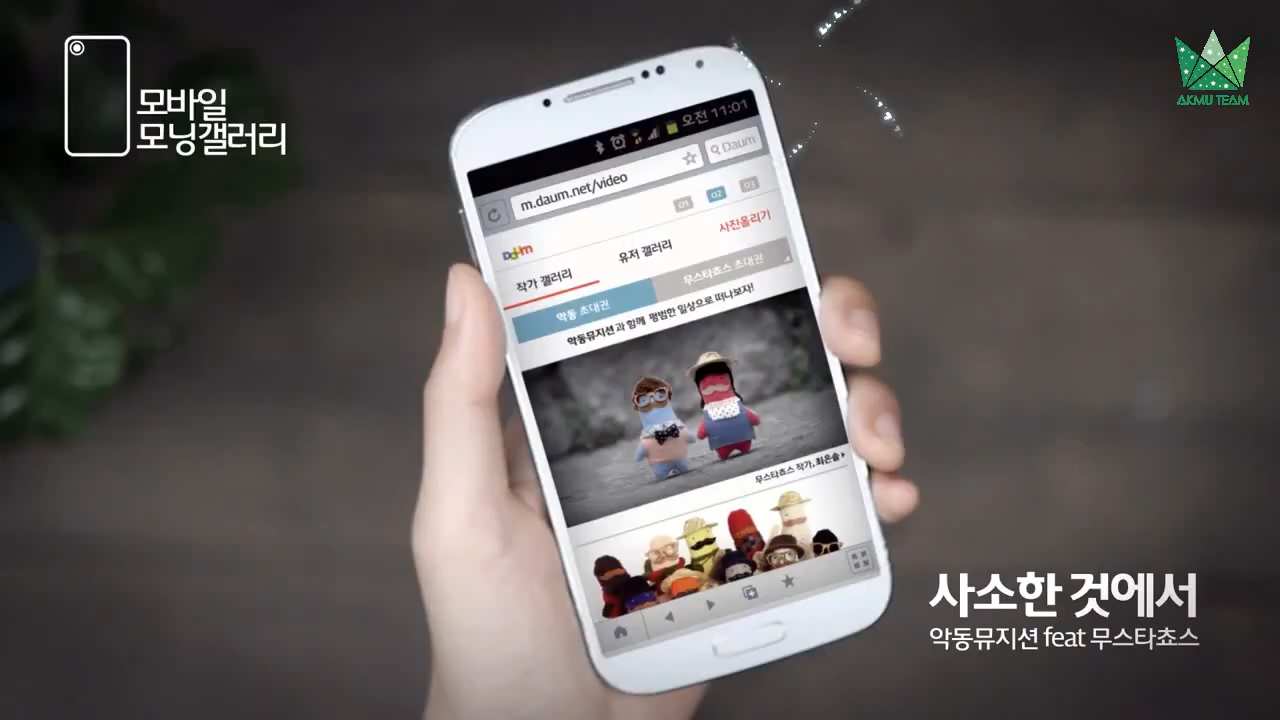 모바일
모닝갤러리
AKMU TEAM
오전 11:01
m.daum.net/video
Daum
01 02 03
Daum
작가 갤러리
유저 갤러리
사진올리기
악동 초대권
무스타쵸스 초대권
악동뮤지션과 함께 평범한 일상으로 떠나보자!
무스타쵸스 작가, 최은솔
사소한 것에서
악동뮤지션 feat 무스타쵸스